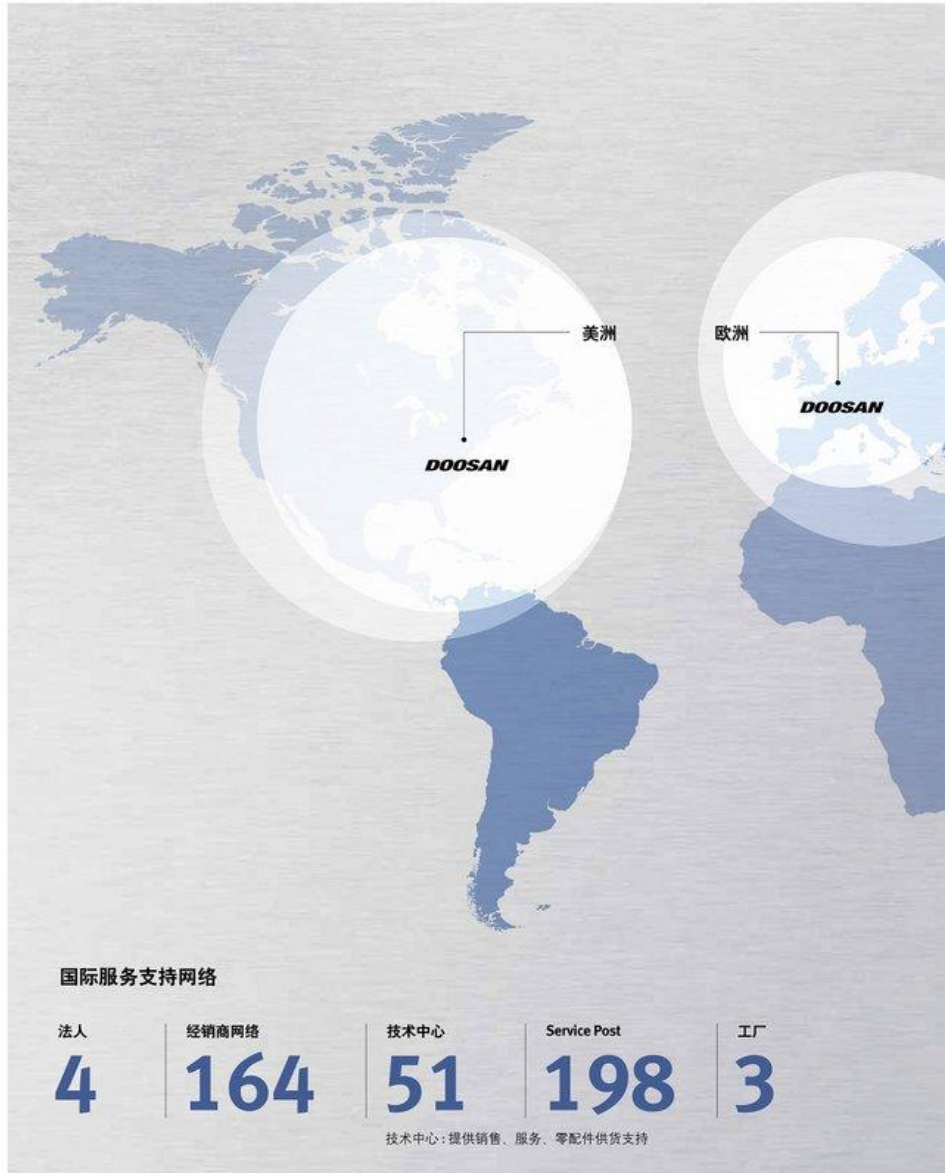 美洲
欧洲
DOOSAN
DOOSAN
国际服务支持网络
法人
经销商网络
技术中心
Service Post
工厂
4
164
51
198
3
技术中心：提供销售、服务、零配件供货支持